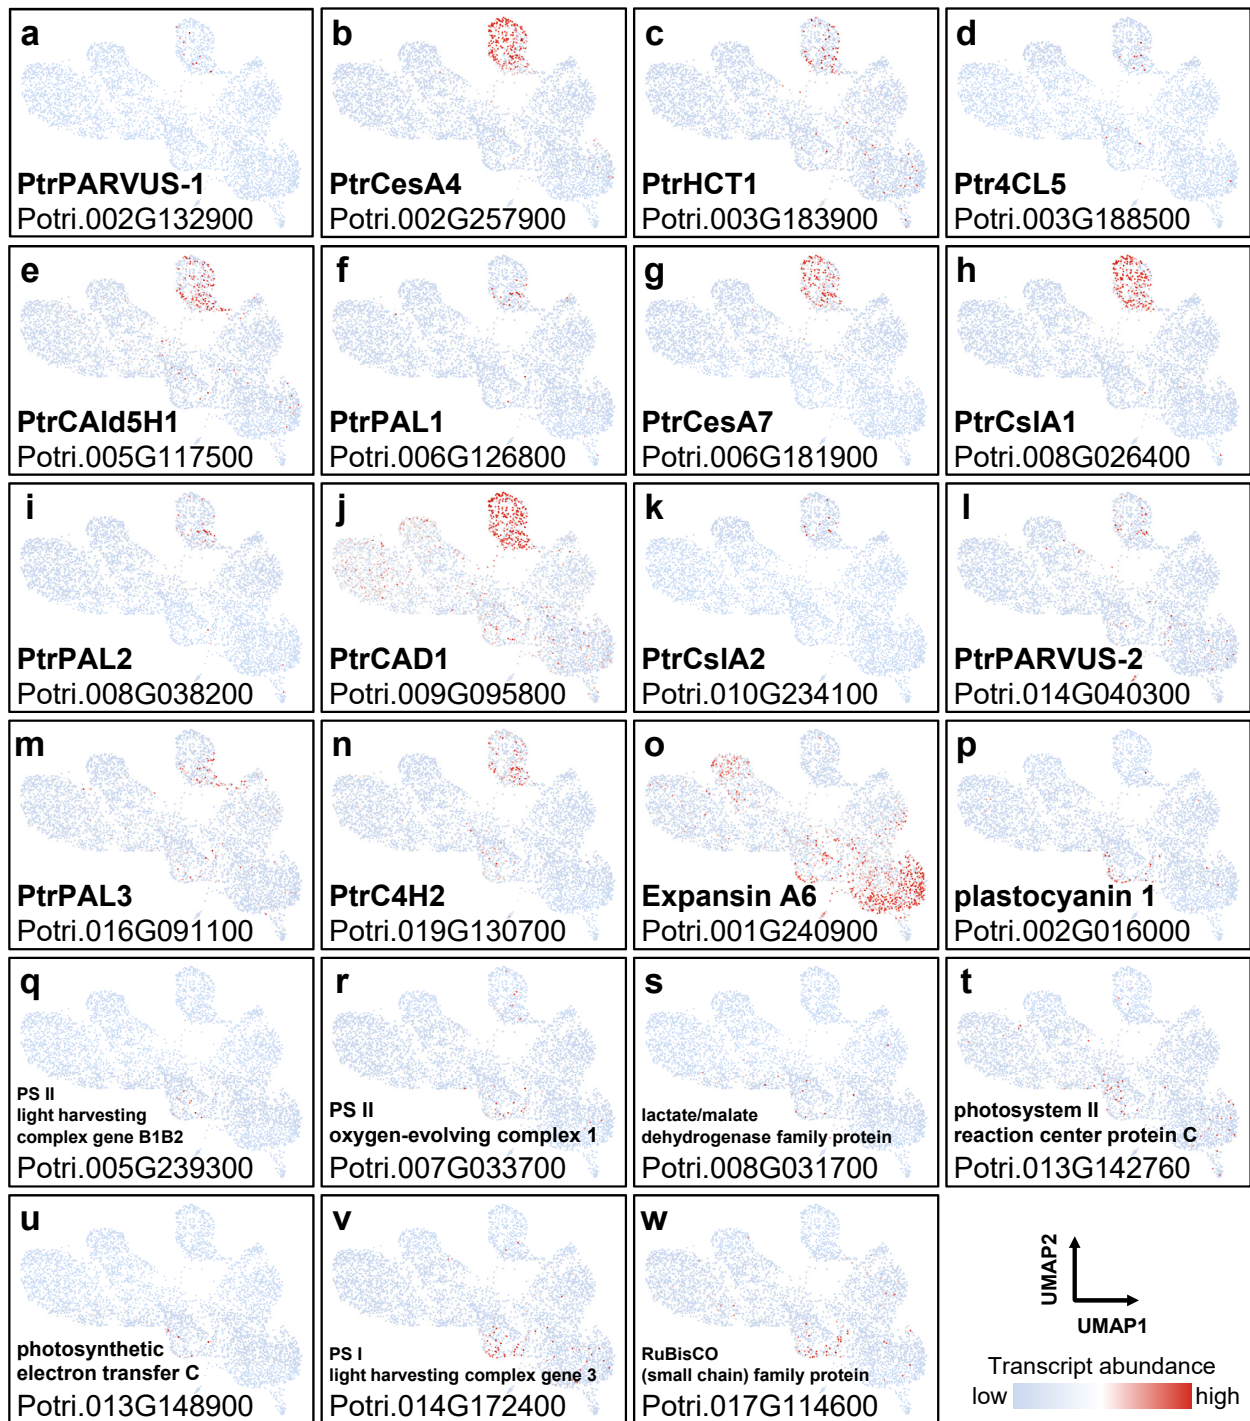 a
PtrPARVUS-1
Potri.002G132900
b
PtrCesA4
Potri.002G257900
c
PtrHCT1
Potri.003G183900
d
Ptr4CL5
Potri.003G188500
e
PtrCAld5H1
Potri.005G117500
f
PtrPAL1
Potri.006G126800
g
PtrCesA7
Potri.006G181900
h
PtrCslA1
Potri.008G026400
i
PtrPAL2
Potri.008G038200
j
PtrCAD1
Potri.009G095800
k
PtrCslA2
Potri.010G234100
l
PtrPARVUS-2
Potri.014G040300
m
PtrPAL3
Potri.016G091100
n
PtrC4H2
Potri.019G130700
o
Expansin A6
Potri.001G240900
p
plastocyanin 1
Potri.002G016000
q
PS II
light harvesting
complex gene B1B2
Potri.005G239300
r
PS II
oxygen-evolving complex 1
Potri.007G033700
s
lactate/malate
dehydrogenase family protein
Potri.008G031700
t
photosystem II
reaction center protein C
Potri.013G142760
u
photosynthetic
electron transfer C
Potri.013G148900
v
PS I
light harvesting complex gene 3
Potri.014G172400
w
RuBisCO
(small chain) family protein
Potri.017G114600
UMAP2
UMAP1
Transcript abundance
low high